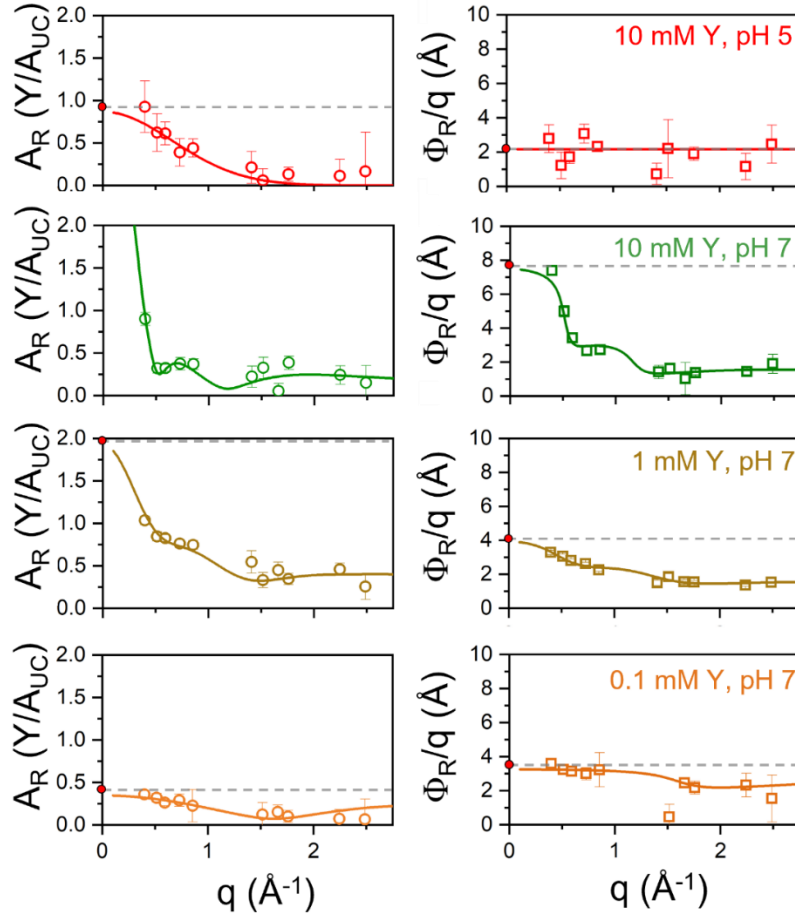 A_R (Y/A_UC)
2.0
1.5
1.0
0.5
0.0
Φ_R/q (Å)
10
8
6
4
2
0
10 mM Y, pH 5
A_R (Y/A_UC)
2.0
1.5
1.0
0.5
0.0
Φ_R/q (Å)
10
8
6
4
2
0
10 mM Y, pH 7
A_R (Y/A_UC)
2.0
1.5
1.0
0.5
0.0
Φ_R/q (Å)
10
8
6
4
2
0
1 mM Y, pH 7
A_R (Y/A_UC)
2.0
1.5
1.0
0.5
0.0
Φ_R/q (Å)
10
8
6
4
2
0
0.1 mM Y, pH 7
0 1 2
q (Å⁻¹)
0 1 2
q (Å⁻¹)